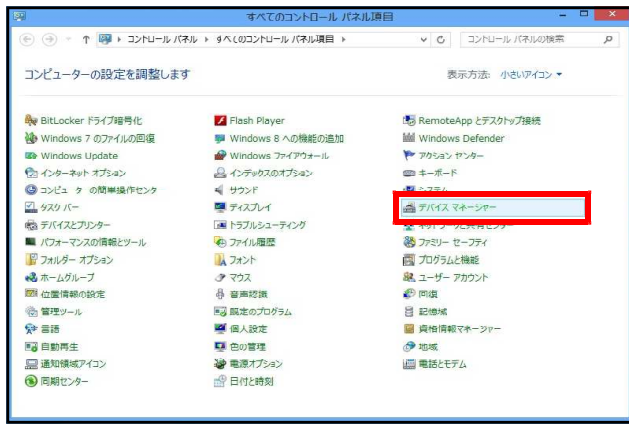 すべてのコントロール パネル項目
コントロール パネル ▸ すべてのコントロール パネル項目 ▸
コントロール パネルの検索
コンピューターの設定を調整します
表示方法: 小さいアイコン
BitLocker ドライブ暗号化
Flash Player
RemoteApp とデスクトップ接続
Windows 7 のファイルの回復
Windows 8 への機能の追加
Windows Defender
Windows Update
Windows ファイアウォール
アクション センター
インターネット オプション
インデックスのオプション
キーボード
コンピューターの簡単操作センター
サウンド
システム
タスク バー
ディスプレイ
デバイス マネージャー
デバイスとプリンター
トラブルシューティング
ネットワークと共有センター
パフォーマンスの情報とツール
ファイル履歴
ファミリー セーフティ
フォルダー オプション
フォント
プログラムと機能
ホームグループ
マウス
ユーザー アカウント
位置情報の設定
音声認識
回復
管理ツール
既定のプログラム
記憶域
言語
個人設定
資格情報マネージャー
自動再生
色の管理
地域
通知領域アイコン
電源オプション
電話とモデム
同期センター
日付と時刻